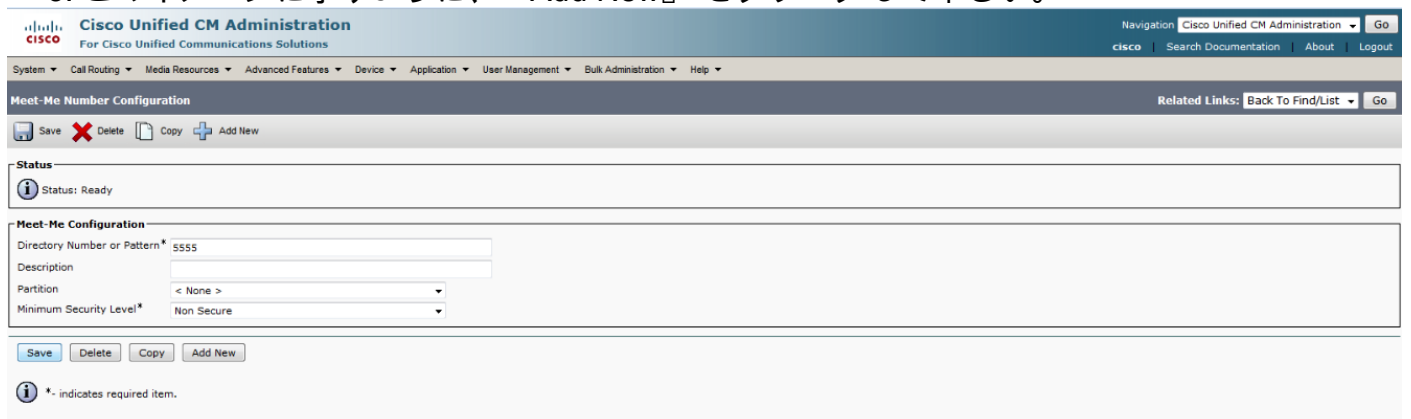 Cisco Unified CM Administration
For Cisco Unified Communications Solutions
CISCO
Navigation Cisco Unified CM Administration Go
cisco | Search Documentation | About | Logout
System Call Routing Media Resources Advanced Features Device Application User Management Bulk Administration Help
Meet-Me Number Configuration
Related Links: Back To Find/List Go
Save Delete Copy Add New
Status
Status: Ready
Meet-Me Configuration
Directory Number or Pattern* 5555
Description
Partition < None >
Minimum Security Level* Non Secure
Save Delete Copy Add New
*- indicates required item.